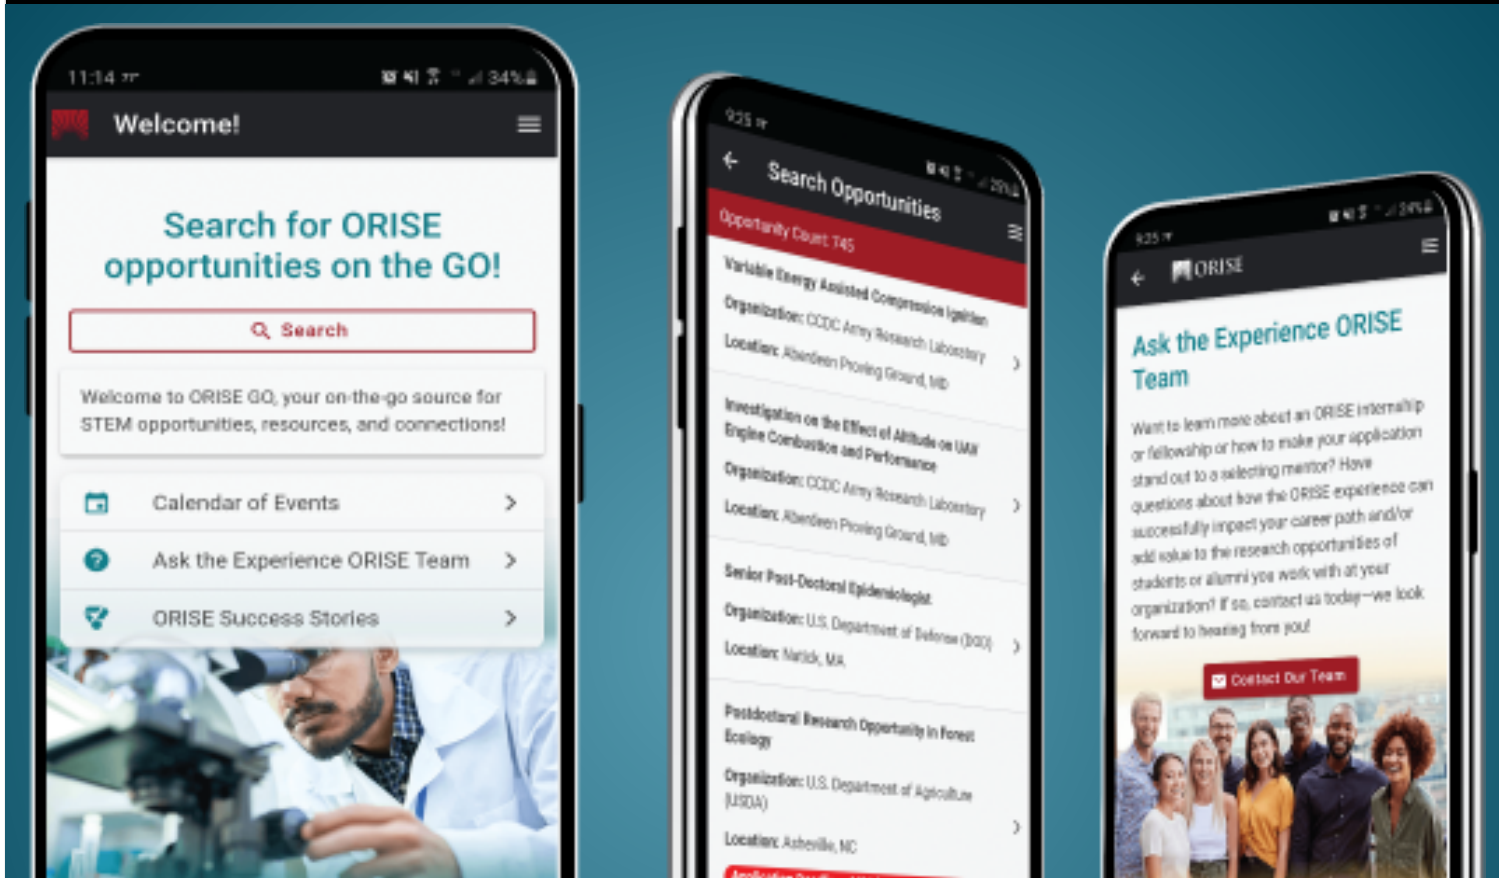 11:14
34%
Welcome!
Search for ORISE
opportunities on the GO!
Search
Welcome to ORISE GO, your on-the-go source for
STEM opportunities, resources, and connections!
Calendar of Events
Ask the Experience ORISE Team
ORISE Success Stories
9:25
Search Opportunities
Opportunity Count: 745
Variable Energy Assisted Compression Ignition
Organization: CCDC Army Research Laboratory
Location: Aberdeen Proving Ground, MD
Investigation on the Effect of Altitude on UAV
Engine Combustion and Performance
Organization: CCDC Army Research Laboratory
Location: Aberdeen Proving Ground, MD
Senior Post-Doctoral Epidemiologist
Organization: U.S. Department of Defense (DOD)
Location: Natick, MA
Postdoctoral Research Opportunity in Forest
Ecology
Organization: U.S. Department of Agriculture
(USDA)
Location: Asheville, NC
9:25
ORISE
Ask the Experience ORISE
Team
Want to learn more about an ORISE internship
or fellowship or how to make your application
stand out to a selecting mentor? Have
questions about how the ORISE experience can
successfully impact your career path and/or
add value to the research opportunities of
students or alumni you work with at your
organization? If so, contact us today—we look
forward to hearing from you!
Contact Our Team